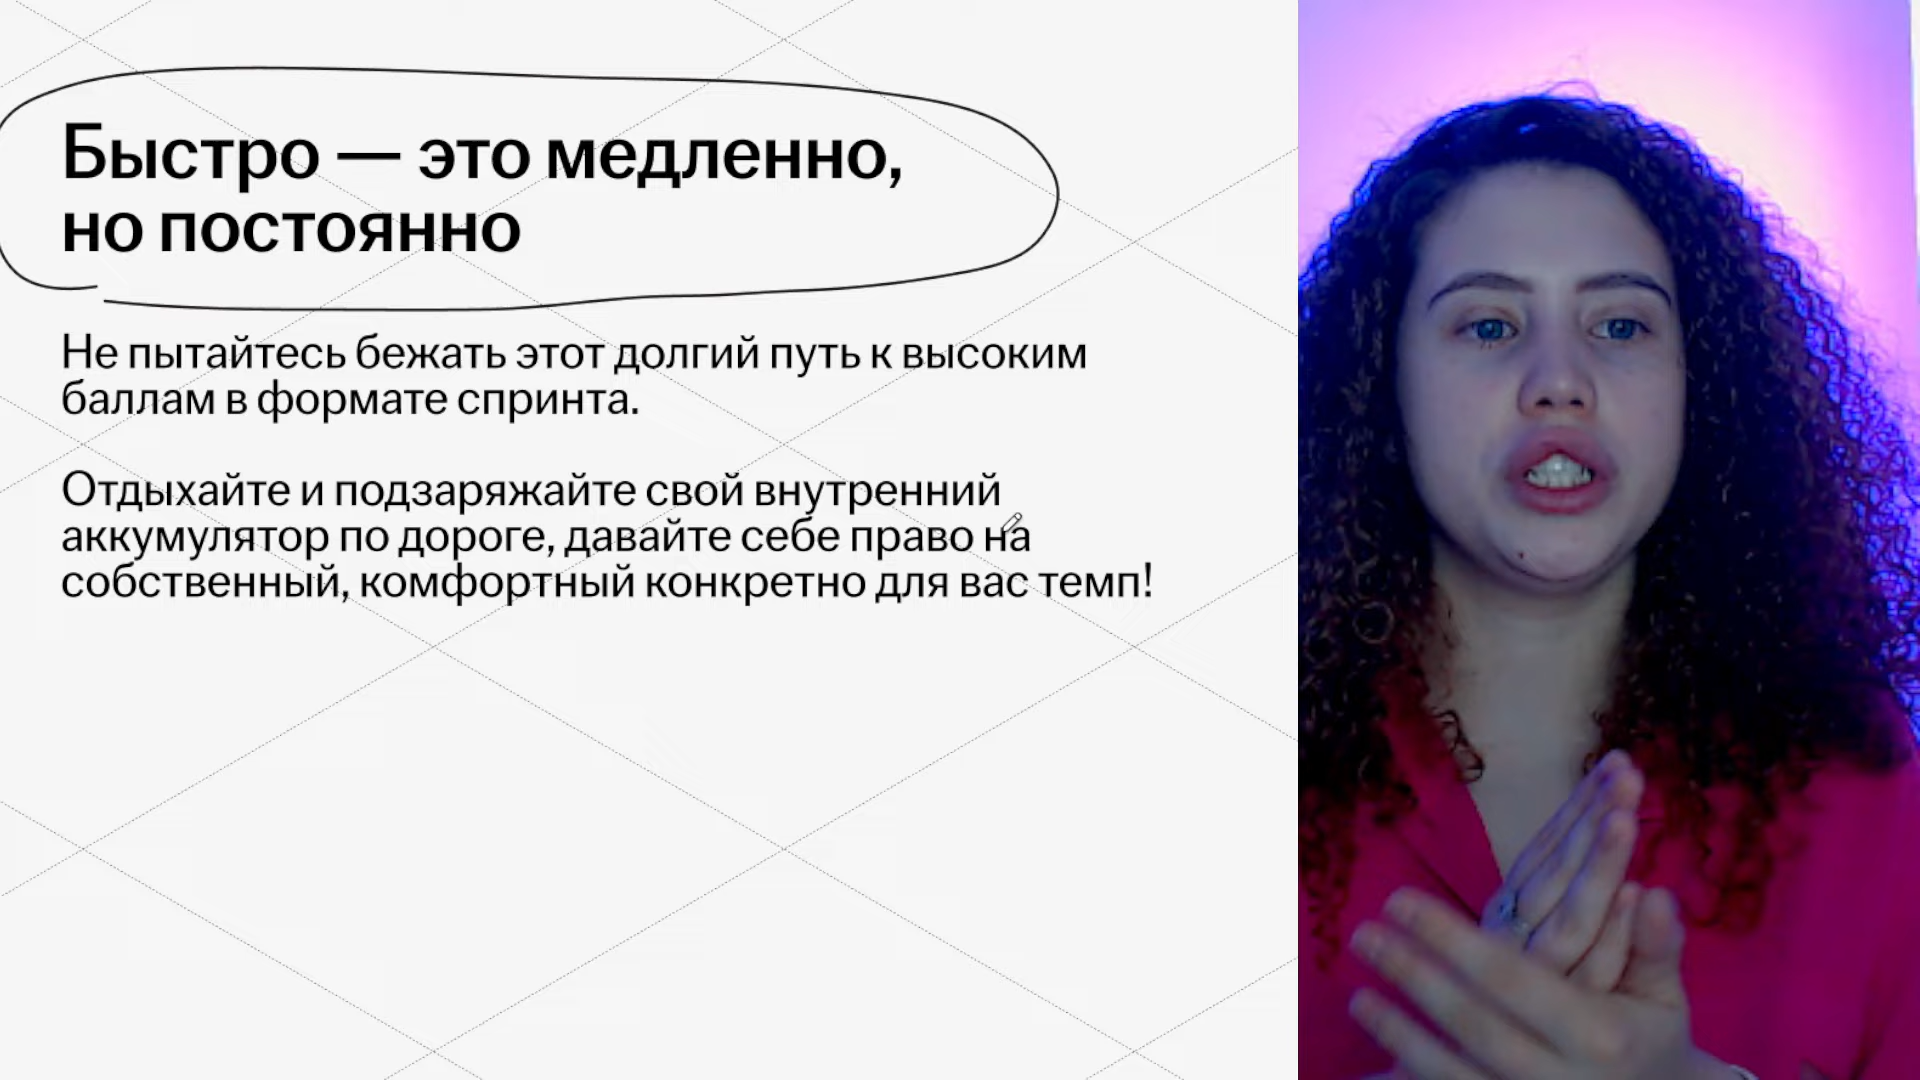 Быстро — это медленно,
но постоянно
Не пытайтесь бежать этот долгий путь к высоким
баллам в формате спринта.
Отдыхайте и подзаряжайте свой внутренний
аккумулятор по дороге, давайте себе право на
собственный, комфортный конкретно для вас темп!